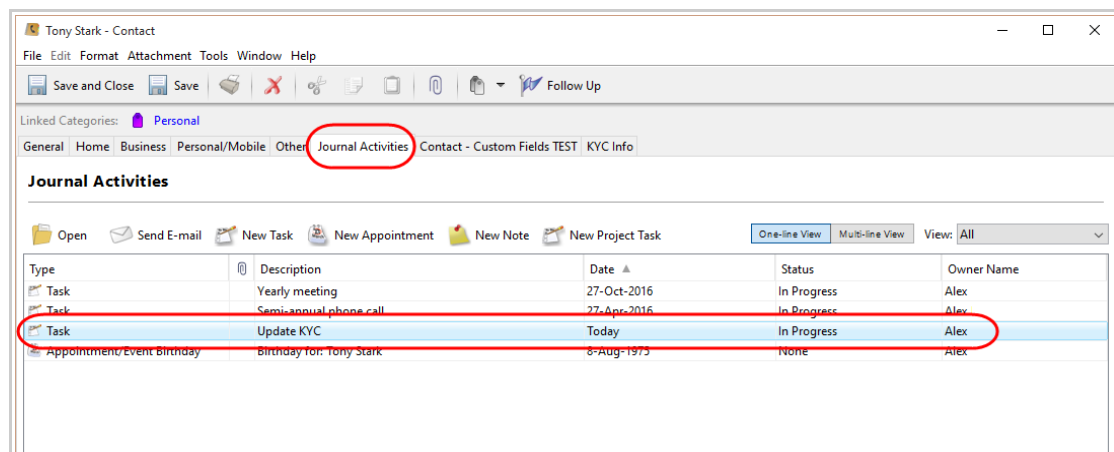 Tony Stark - Contact
File Edit Format Attachment Tools Window Help
Save and Close Save Follow Up
Linked Categories: Personal
General Home Business Personal/Mobile Other Journal Activities Contact - Custom Fields TEST KYC Info
Journal Activities
Open Send E-mail New Task New Appointment New Note New Project Task One-line View Multi-line View View: All
Type Description Date Status Owner Name
Task Yearly meeting 27-Oct-2016 In Progress Alex
Task Semi-annual phone call 27-Apr-2016 In Progress Alex
Task Update KYC Today In Progress Alex
Appointment/Event Birthday Birthday for: Tony Stark 8-Aug-1975 None Alex